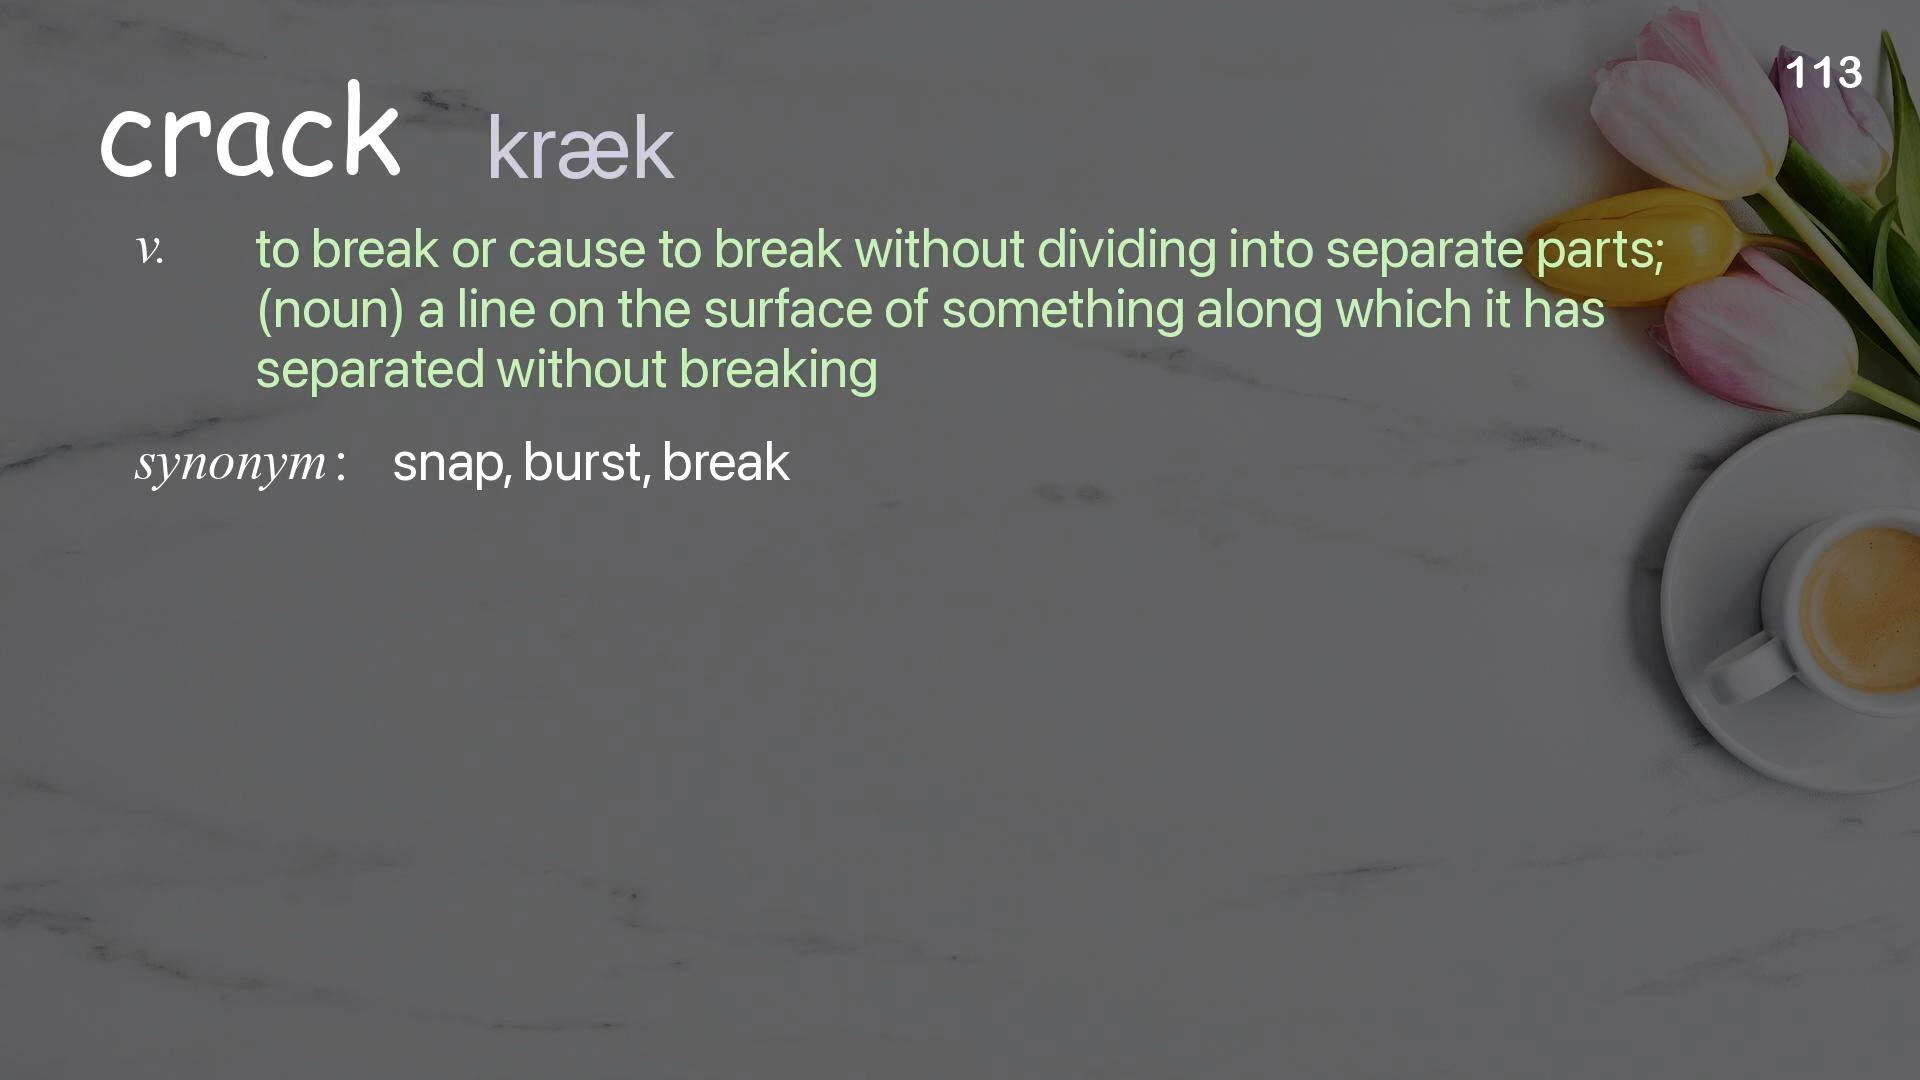 113
crack kræk
v. to break or cause to break without dividing into separate parts;
(noun) a line on the surface of something along which it has
separated without breaking
synonym: snap, burst, break